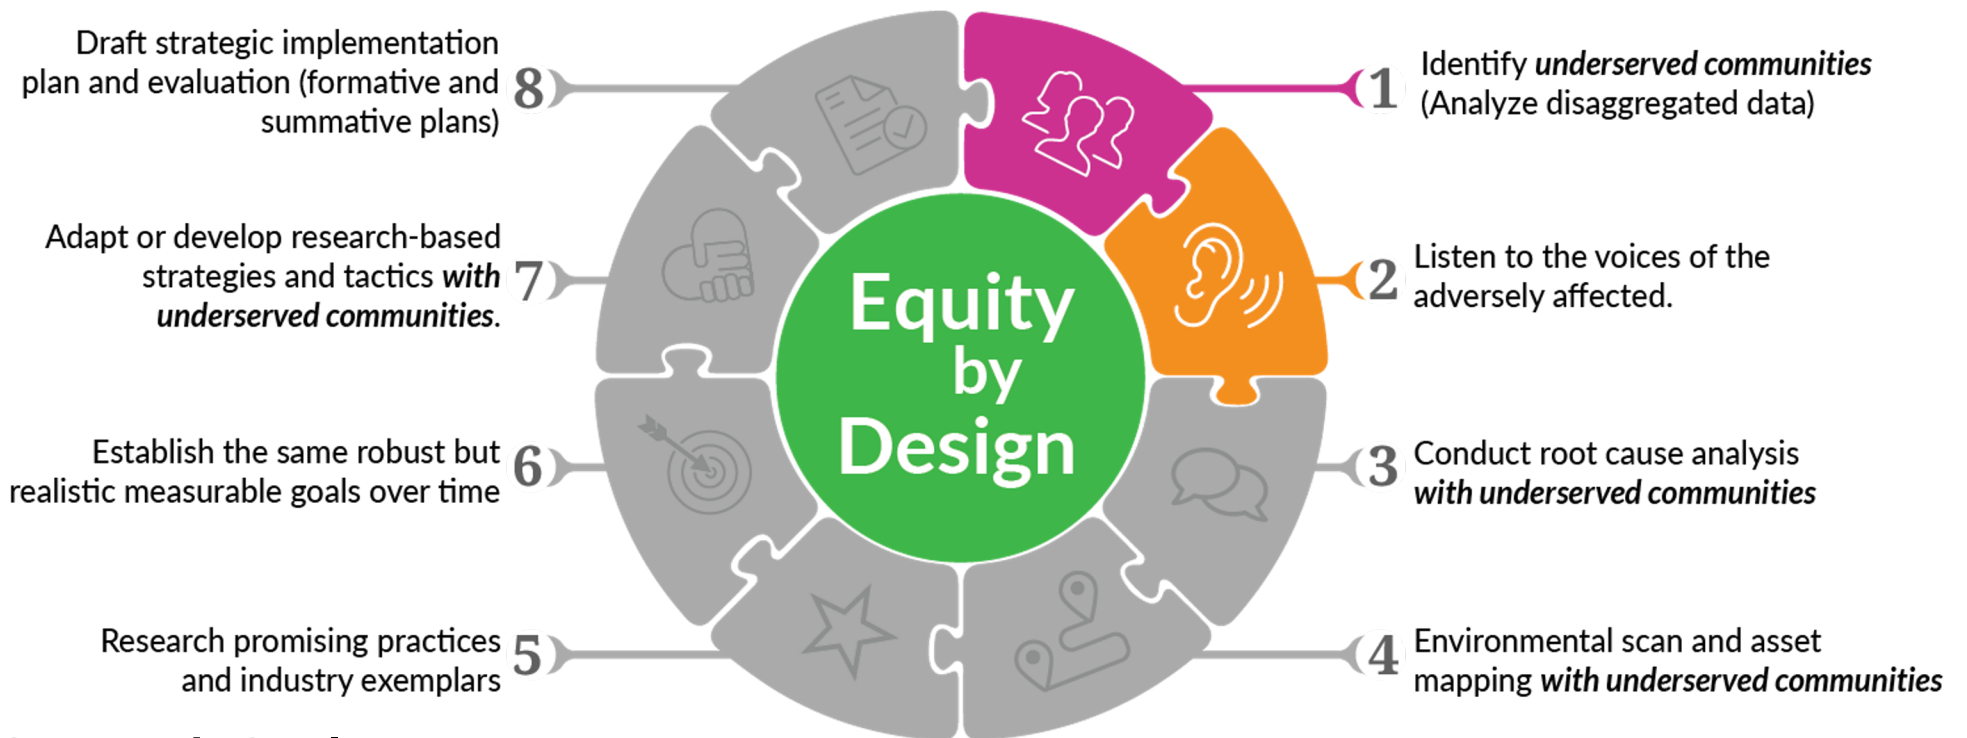 Equity
by
Design
1
Identify underserved communities
(Analyze disaggregated data)
2
Listen to the voices of the
adversely affected.
3
Conduct root cause analysis
with underserved communities
4
Environmental scan and asset
mapping with underserved communities
5
Research promising practices
and industry exemplars
6
Establish the same robust but
realistic measurable goals over time
7
Adapt or develop research-based
strategies and tactics with
underserved communities.
8
Draft strategic implementation
plan and evaluation (formative and
summative plans)